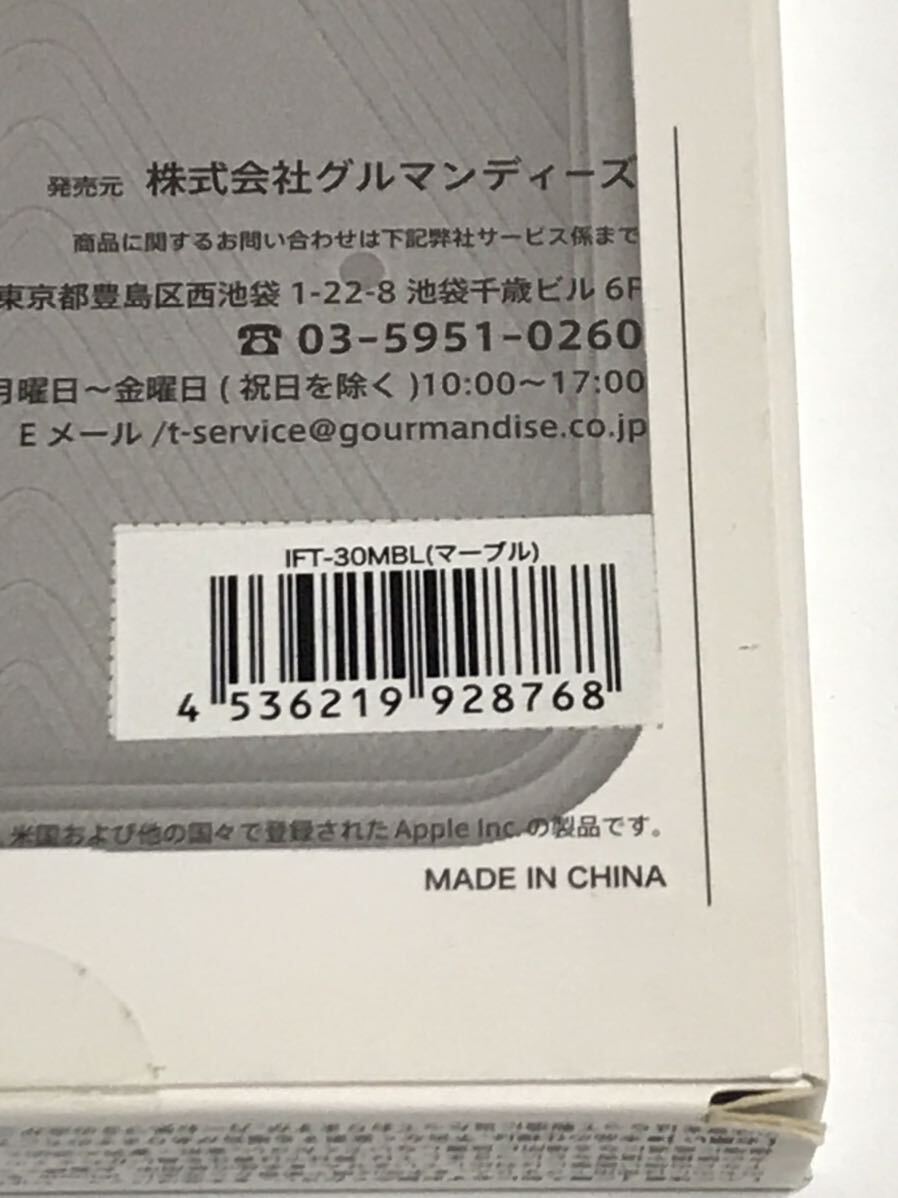 発売元 株式会社グルマンディーズ
商品に関するお問い合わせは下記弊社サービス係まで
東京都豊島区西池袋 1-22-8 池袋千歳ビル 6F
☎ 03-5951-0260
月曜日〜金曜日 ( 祝日を除く )10:00〜17:00
E メール /t-service@gourmandise.co.jp
IFT-30MBL(マーブル)
4 536219 928768
米国および他の国々で登録された Apple Inc. の製品です。
MADE IN CHINA